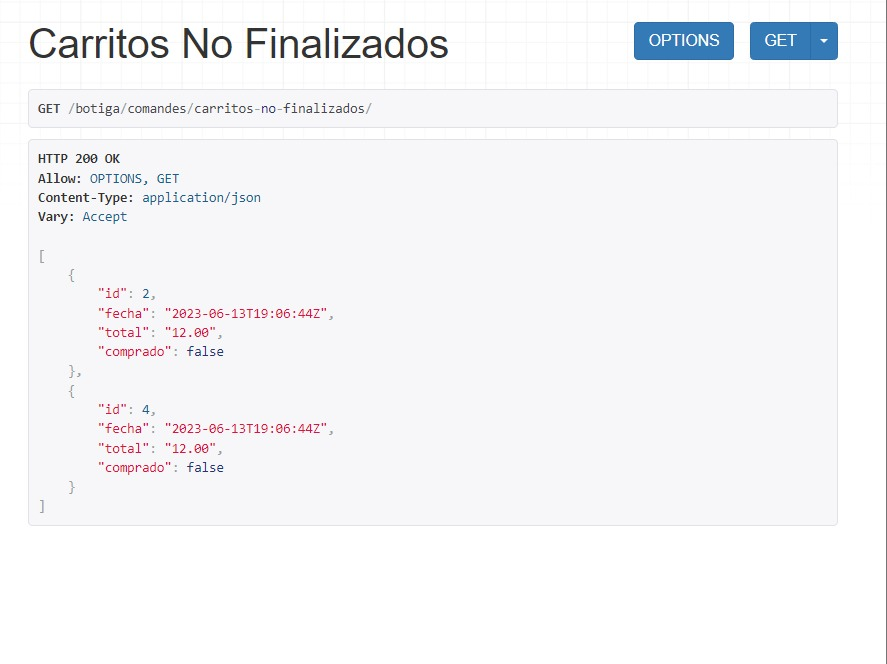 Carritos No Finalizados
OPTIONS
GET
GET /botiga/comandes/carritos-no-finalizados/
HTTP 200 OK
Allow: OPTIONS, GET
Content-Type: application/json
Vary: Accept
[
    {
        "id": 2,
        "fecha": "2023-06-13T19:06:44Z",
        "total": "12.00",
        "comprado": false
    },
    {
        "id": 4,
        "fecha": "2023-06-13T19:06:44Z",
        "total": "12.00",
        "comprado": false
    }
]